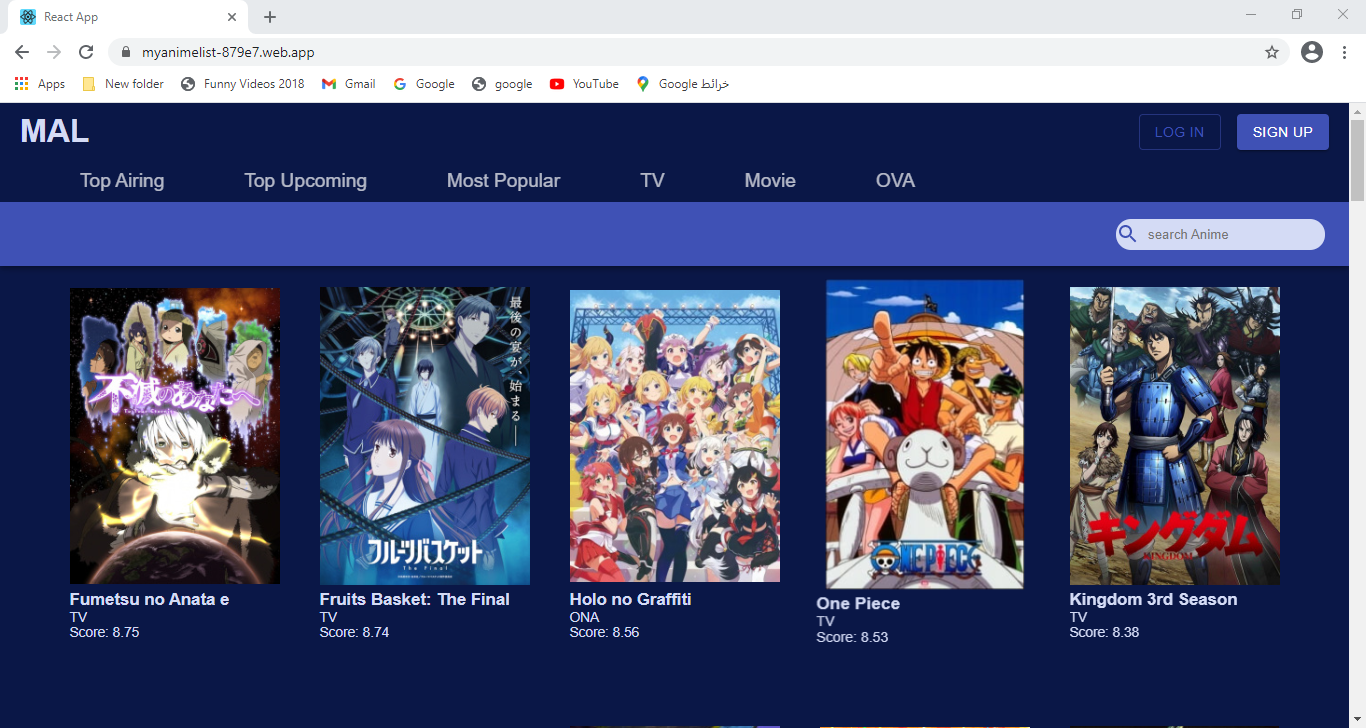 React App
myanimelist-879e7.web.app
Apps New folder Funny Videos 2018 Gmail Google google YouTube خرائط Google
MAL
LOG IN SIGN UP
Top Airing Top Upcoming Most Popular TV Movie OVA
search Anime
不滅のあなたへ
最後の宴が、始まる——
フルーツバスケット
The Final
ONE PIECE
キングダム
KINGDOM
Fumetsu no Anata e
TV
Score: 8.75
Fruits Basket: The Final
TV
Score: 8.74
Holo no Graffiti
ONA
Score: 8.56
One Piece
TV
Score: 8.53
Kingdom 3rd Season
TV
Score: 8.38